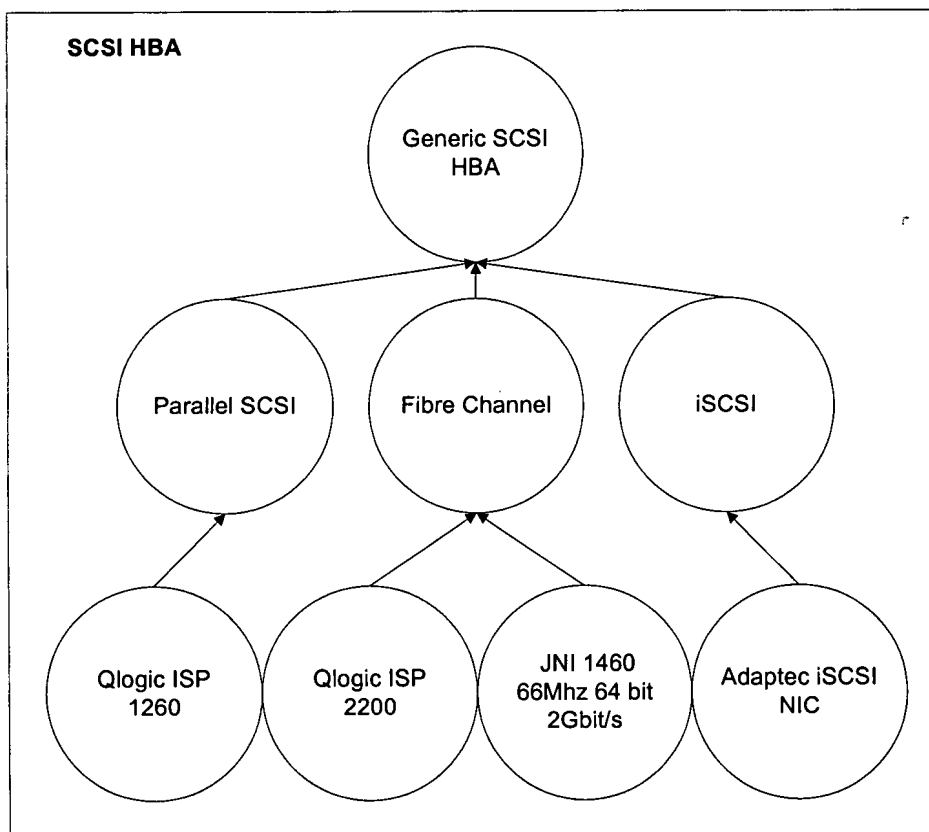 SCSI HBA
Generic SCSI
HBA
Parallel SCSI
Fibre Channel
iSCSI
Qlogic ISP
1260
Qlogic ISP
2200
JNI 1460
66Mhz 64 bit
2Gbit/s
Adaptec iSCSI
NIC